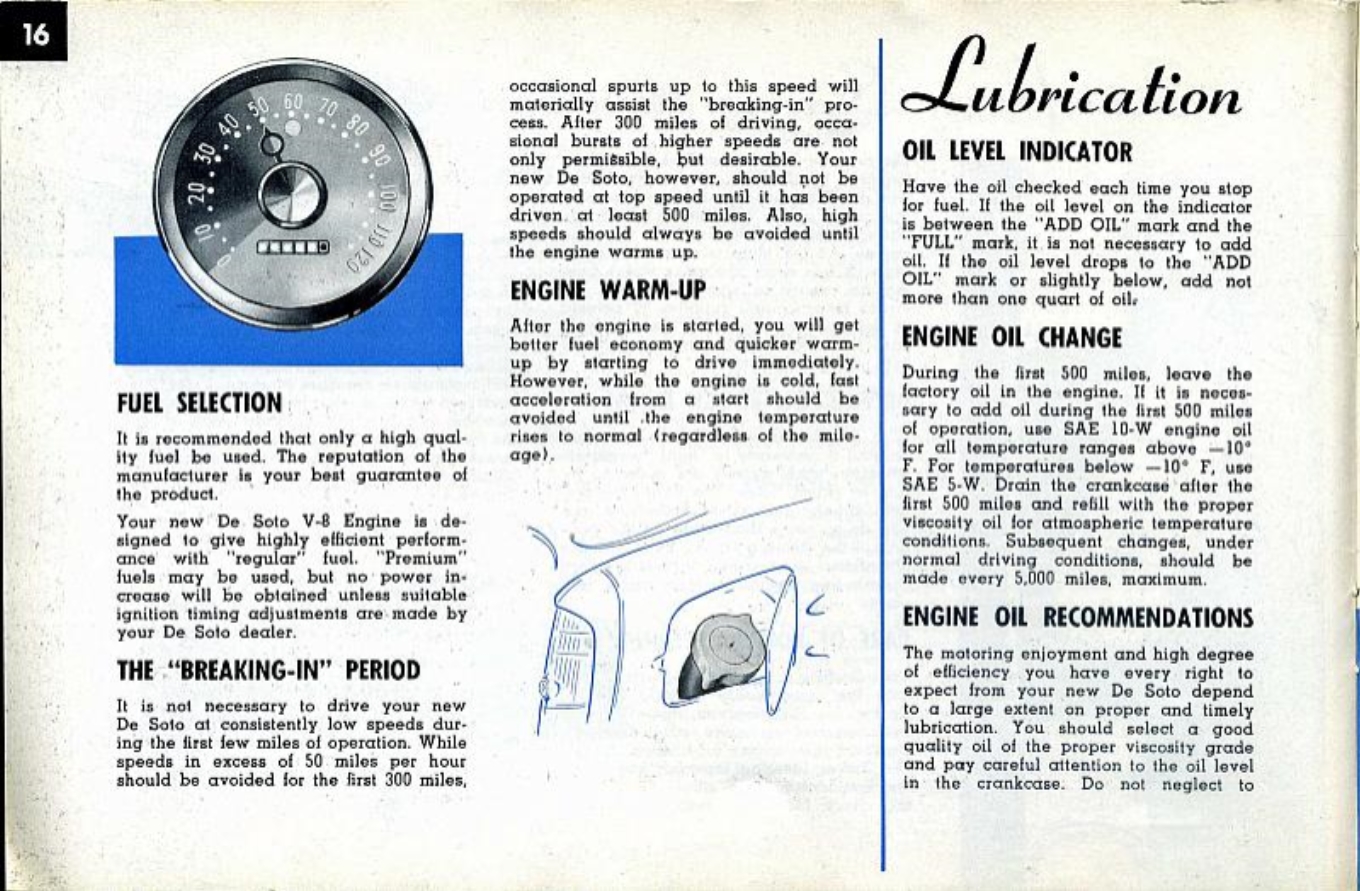 16
0
10
20
30
40
50
60
70
80
90
100
110
120
FUEL SELECTION
It is recommended that only a high qual-
ity fuel be used. The reputation of the
manufacturer is your best guarantee of
the product.
Your new De Soto V-8 Engine is de-
signed to give highly efficient perform-
ance with "regular" fuel. "Premium"
fuels may be used, but no power in-
crease will be obtained unless suitable
ignition timing adjustments are made by
your De Soto dealer.
THE "BREAKING-IN" PERIOD
It is not necessary to drive your new
De Soto at consistently low speeds dur-
ing the first few miles of operation. While
speeds in excess of 50 miles per hour
should be avoided for the first 300 miles,
occasional spurts up to this speed will
materially assist the "breaking-in" pro-
cess. After 300 miles of driving, occa-
sional bursts of higher speeds are not
only permissible, but desirable. Your
new De Soto, however, should not be
operated at top speed until it has been
driven at least 500 miles. Also, high
speeds should always be avoided until
the engine warms up.
ENGINE WARM-UP
After the engine is started, you will get
better fuel economy and quicker warm-
up by starting to drive immediately.
However, while the engine is cold, fast
acceleration from a start should be
avoided until the engine temperature
rises to normal (regardless of the mile-
age).
Lubrication
OIL LEVEL INDICATOR
Have the oil checked each time you stop
for fuel. If the oil level on the indicator
is between the "ADD OIL" mark and the
"FULL" mark, it is not necessary to add
oil. If the oil level drops to the "ADD
OIL" mark or slightly below, add not
more than one quart of oil.
ENGINE OIL CHANGE
During the first 500 miles, leave the
factory oil in the engine. If it is neces-
sary to add oil during the first 500 miles
of operation, use SAE 10-W engine oil
for all temperature ranges above —10°
F. For temperatures below —10° F, use
SAE 5-W. Drain the crankcase after the
first 500 miles and refill with the proper
viscosity oil for atmospheric temperature
conditions. Subsequent changes, under
normal driving conditions, should be
made every 5,000 miles, maximum.
ENGINE OIL RECOMMENDATIONS
The motoring enjoyment and high degree
of efficiency you have every right to
expect from your new De Soto depend
to a large extent on proper and timely
lubrication. You should select a good
quality oil of the proper viscosity grade
and pay careful attention to the oil level
in the crankcase. Do not neglect to